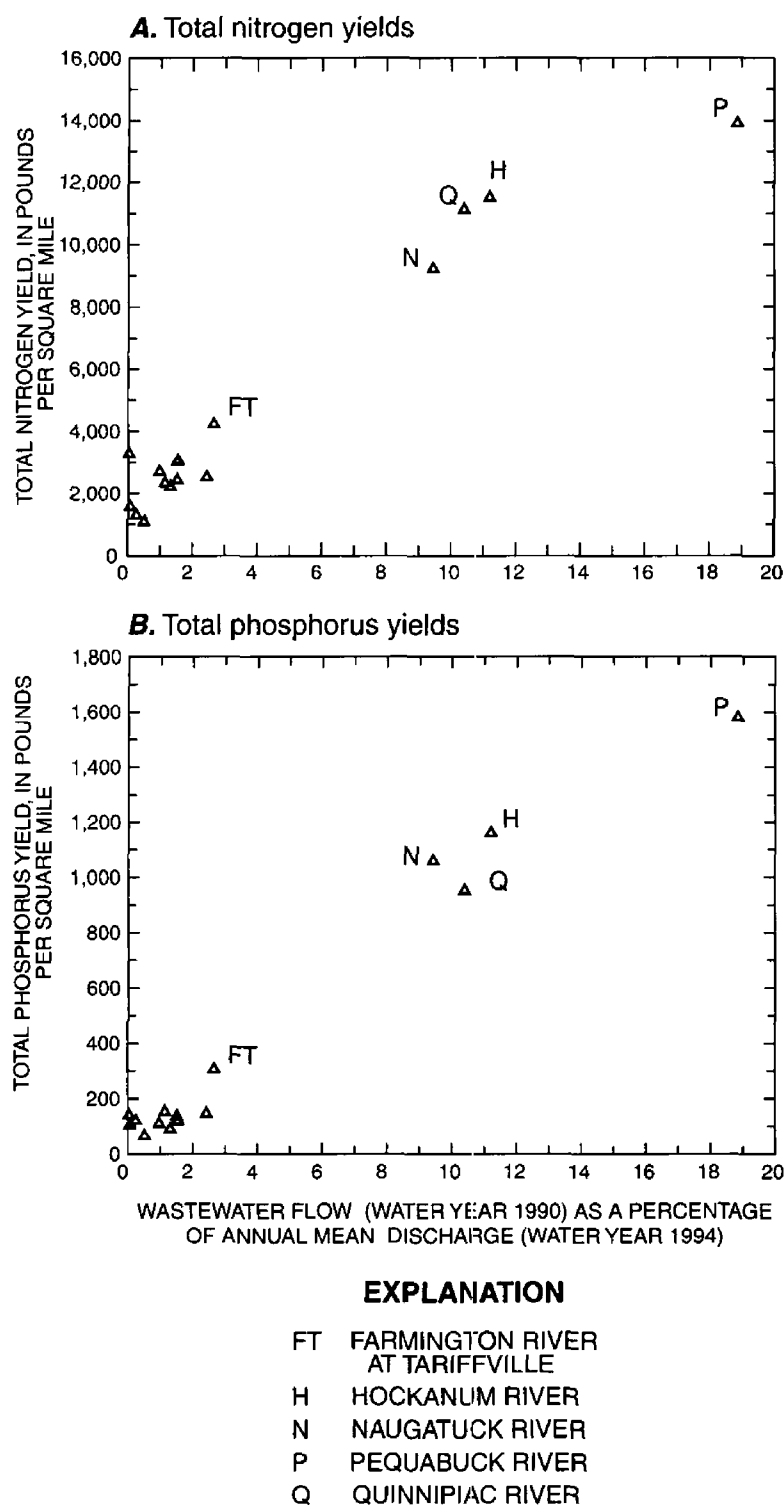 A. Total nitrogen yields
16,000
14,000
12,000
10,000
8,000
6,000
4,000
2,000
0
TOTAL NITROGEN YIELD, IN POUNDS
PER SQUARE MILE
P
H
Q
N
FT
0 2 4 6 8 10 12 14 16 18 20
B. Total phosphorus yields
1,800
1,600
1,400
1,200
1,000
800
600
400
200
0
TOTAL PHOSPHORUS YIELD, IN POUNDS
PER SQUARE MILE
P
H
N
Q
FT
0 2 4 6 8 10 12 14 16 18 20
WASTEWATER FLOW (WATER YEAR 1990) AS A PERCENTAGE
OF ANNUAL MEAN DISCHARGE (WATER YEAR 1994)
EXPLANATION
FT FARMINGTON RIVER
AT TARIFFVILLE
H HOCKANUM RIVER
N NAUGATUCK RIVER
P PEQUABUCK RIVER
Q QUINNIPIAC RIVER